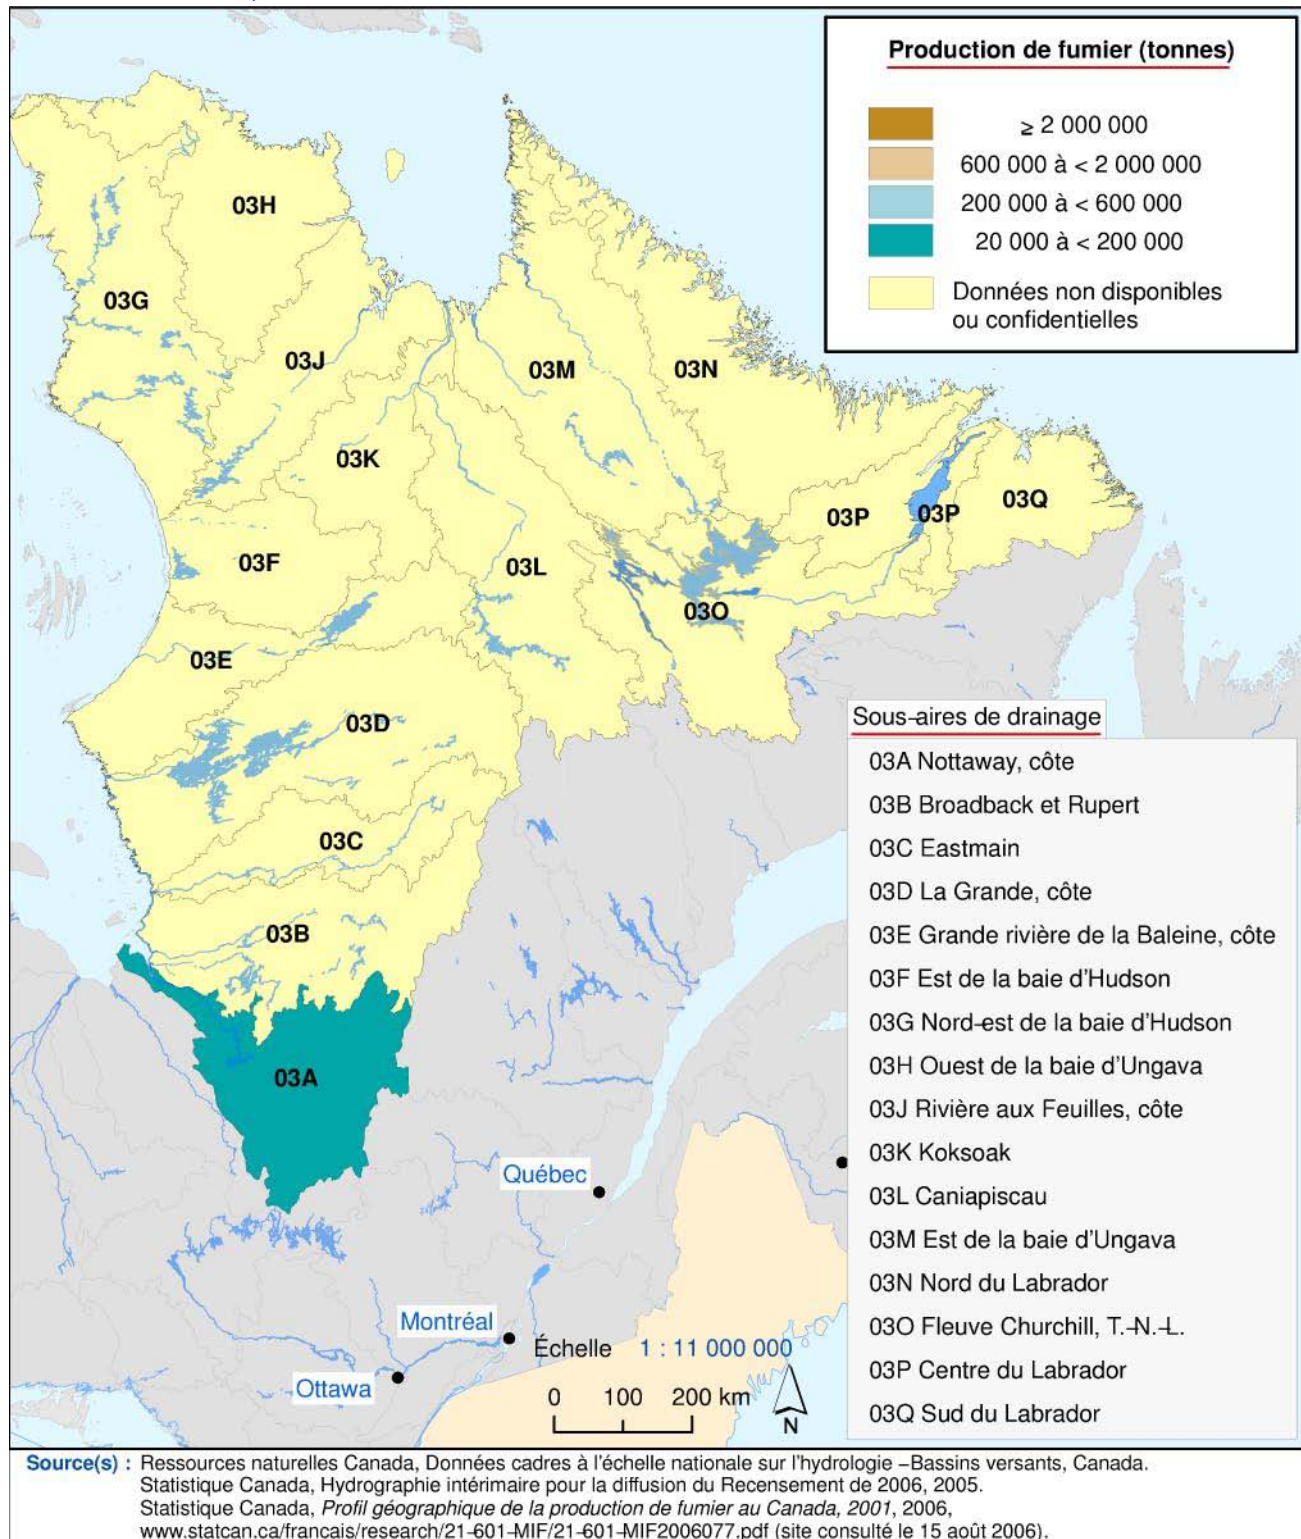 Production de fumier (tonnes)
≥ 2 000 000
600 000 à < 2 000 000
200 000 à < 600 000
20 000 à < 200 000
Données non disponibles
ou confidentielles
03H
03G
03J
03M
03N
03K
03Q
03P
03P
03F
03L
03O
03E
03D
03C
03B
03A
Sous-aires de drainage
03A Nottaway, côte
03B Broadback et Rupert
03C Eastmain
03D La Grande, côte
03E Grande rivière de la Baleine, côte
03F Est de la baie d'Hudson
03G Nord-est de la baie d'Hudson
03H Ouest de la baie d'Ungava
03J Rivière aux Feuilles, côte
03K Koksoak
03L Caniapiscau
03M Est de la baie d'Ungava
03N Nord du Labrador
03O Fleuve Churchill, T.-N.-L.
03P Centre du Labrador
03Q Sud du Labrador
Québec
Montréal
Ottawa
Échelle 1 : 11 000 000
0 100 200 km
N
Source(s) : Ressources naturelles Canada, Données cadres à l'échelle nationale sur l'hydrologie –Bassins versants, Canada.
Statistique Canada, Hydrographie intérimaire pour la diffusion du Recensement de 2006, 2005.
Statistique Canada, Profil géographique de la production de fumier au Canada, 2001, 2006,
www.statcan.ca/francais/research/21-601-MIF/21-601-MIF2006077.pdf (site consulté le 15 août 2006).